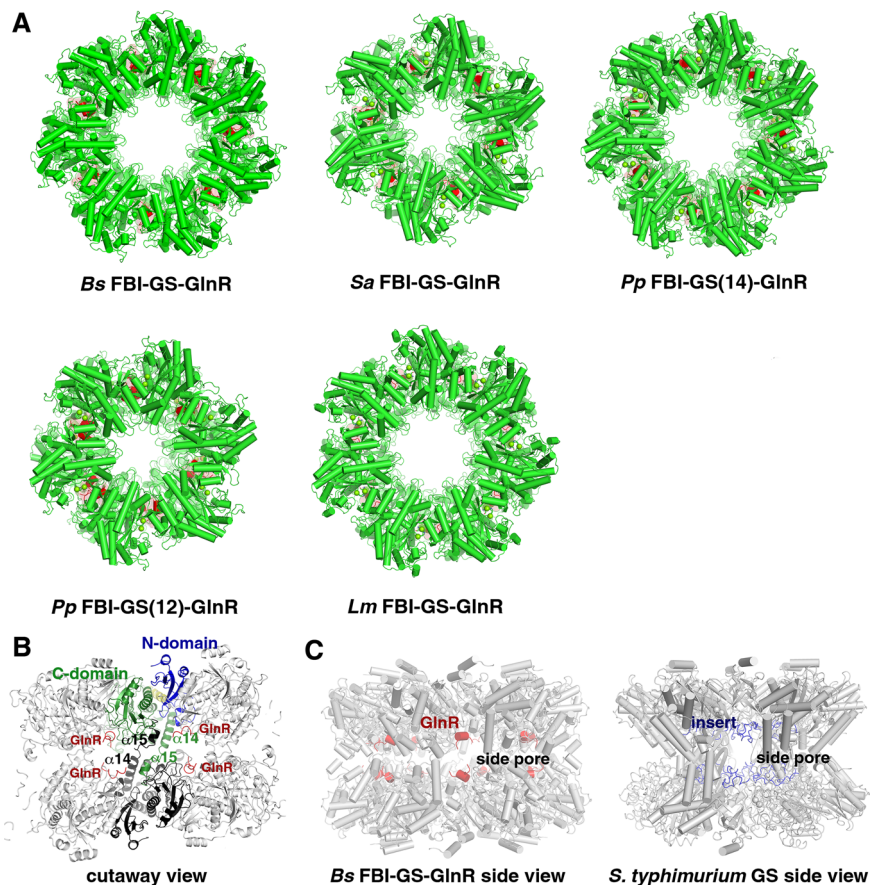 A
Bs FBI-GS-GlnR
Sa FBI-GS-GlnR
Pp FBI-GS(14)-GlnR
Pp FBI-GS(12)-GlnR
Lm FBI-GS-GlnR
B
N-domain
C-domain
GlnR
α15
α14
GlnR
α14
GlnR
α15
GlnR
cutaway view
C
GlnR
side pore
Bs FBI-GS-GlnR side view
insert
side pore
S. typhimurium GS side view